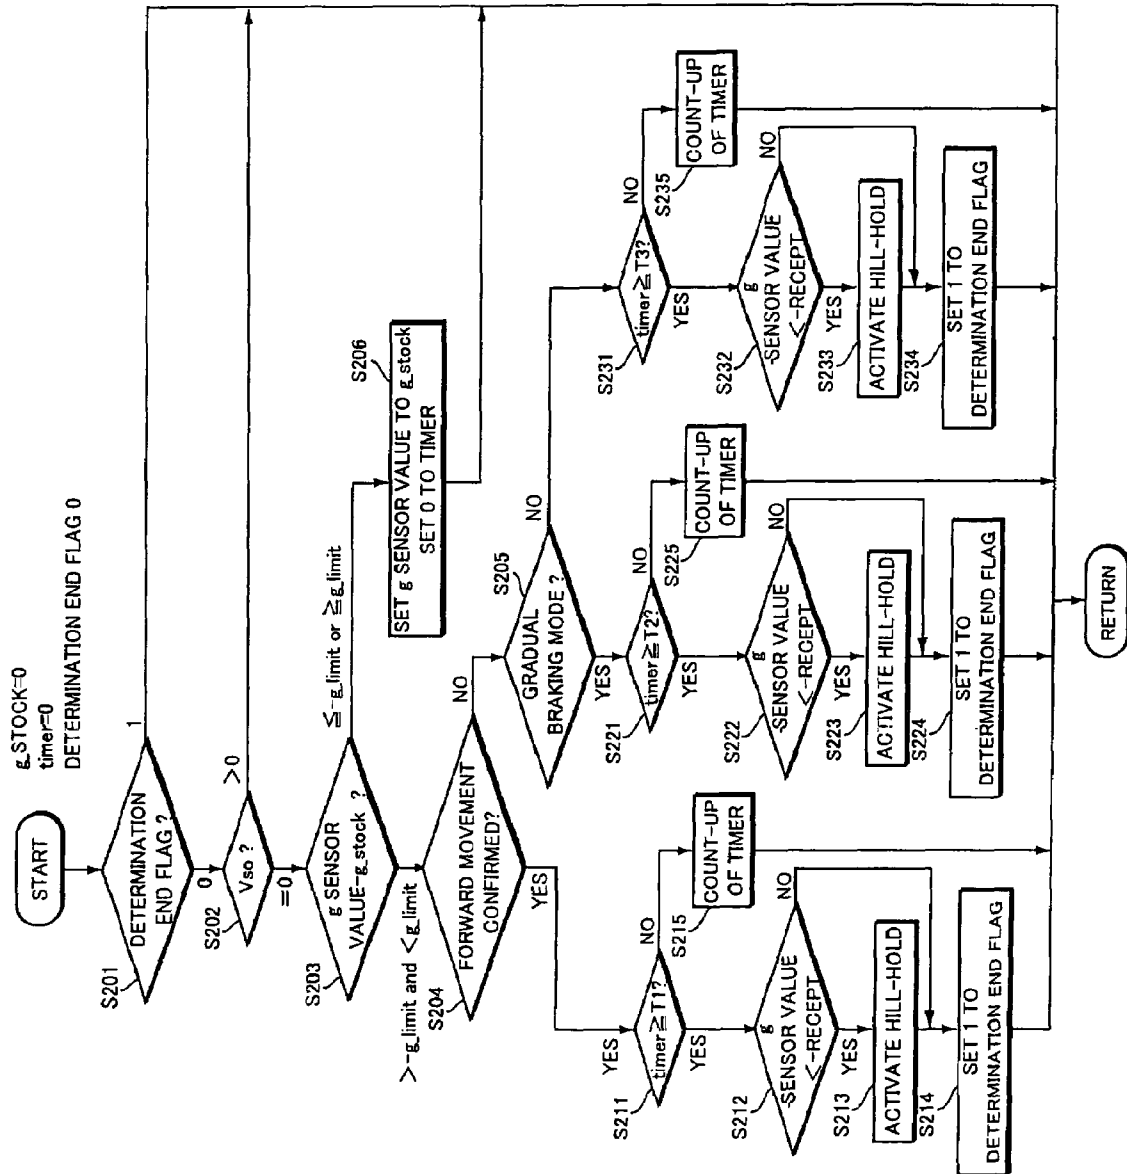 START
g_STOCK=0
timer=0
DETERMINATION END FLAG 0
S201
DETERMINATION
END FLAG ?
1
0
S202
Vso ?
>0
=0
S203
g SENSOR
VALUE-g_stock ?
≦-g_limit or ≧g_limit
S206
SET g SENSOR VALUE TO g_stock
SET 0 TO TIMER
>-g_limit and <g_limit
S204
FORWARD MOVEMENT
CONFIRMED?
NO
YES
S205
GRADUAL
BRAKING MODE ?
NO
YES
YES
S211
timer≧T1?
NO
S215
COUNT-UP
OF TIMER
YES
S212
g
-SENSOR VALUE
<-RECEPT
NO
YES
S213
ACTIVATE HILL-HOLD
S214
SET 1 TO
DETERMINATION END FLAG
S221
timer≧T2?
NO
S225
COUNT-UP
OF TIMER
YES
S222
g
-SENSOR VALUE
<-RECEPT
NO
YES
S223
ACTIVATE HILL-HOLD
S224
SET 1 TO
DETERMINATION END FLAG
S231
timer≧T3?
NO
S235
COUNT-UP
OF TIMER
YES
S232
g
-SENSOR VALUE
<-RECEPT
NO
YES
S233
ACTIVATE HILL-HOLD
S234
SET 1 TO
DETERMINATION END FLAG
RETURN